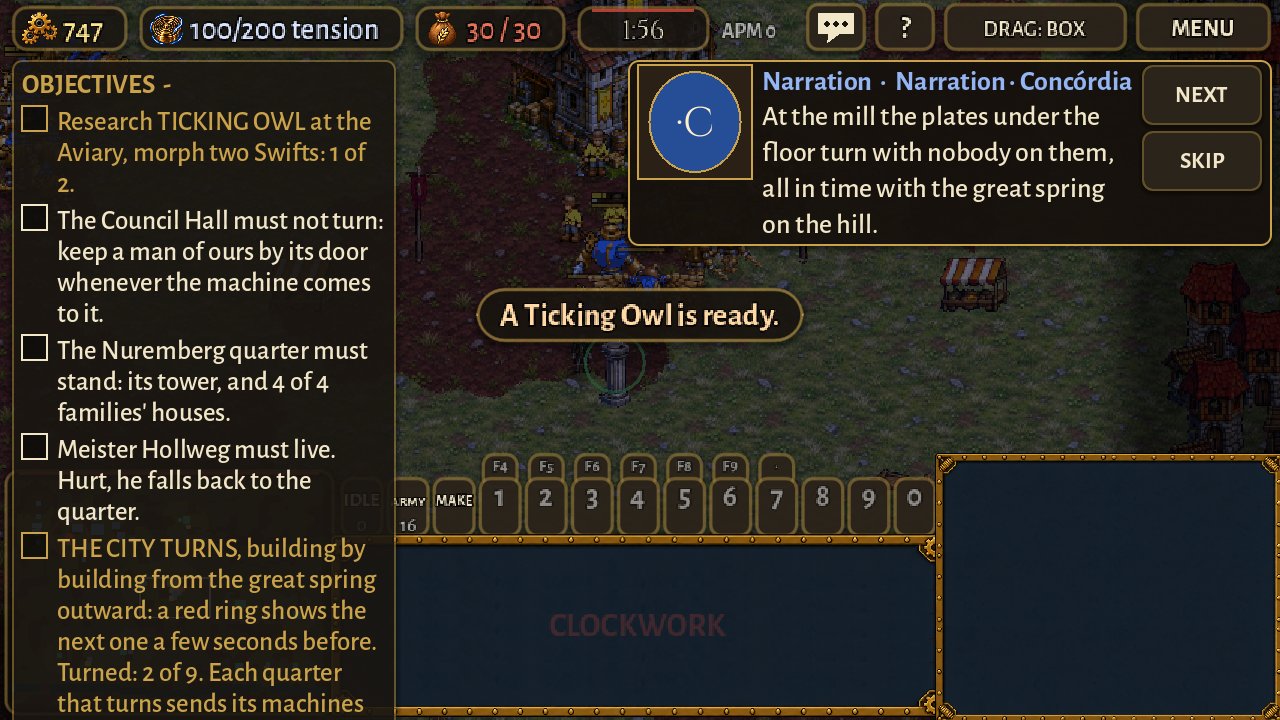 747
100/200 tension
30 / 30
1:56
APM 0
?
DRAG: BOX
MENU
OBJECTIVES -
Research TICKING OWL at the
Aviary, morph two Swifts: 1 of
2.
The Council Hall must not turn:
keep a man of ours by its door
whenever the machine comes
to it.
The Nuremberg quarter must
stand: its tower, and 4 of 4
families' houses.
Meister Hollweg must live.
Hurt, he falls back to the
quarter.
THE CITY TURNS, building by
building from the great spring
outward: a red ring shows the
next one a few seconds before.
Turned: 2 of 9. Each quarter
that turns sends its machines
·C
Narration · Narration · Concórdia
At the mill the plates under the
floor turn with nobody on them,
all in time with the great spring
on the hill.
NEXT
SKIP
A Ticking Owl is ready.
F4 F5 F6 F7 F8 F9 ·
IDLE ARMY MAKE 1 2 3 4 5 6 7 8 9 0
0 16
CLOCKWORK